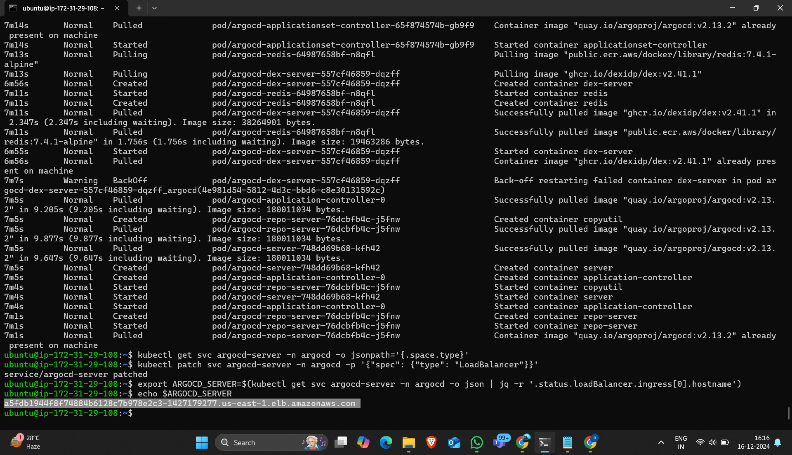 ubuntu@ip-172-31-29-108: ~
7m14s Normal Pulled pod/argocd-applicationset-controller-65f874574b-gb9f9 Container image "quay.io/argoproj/argocd:v2.13.2" already
present on machine
7m14s Normal Started pod/argocd-applicationset-controller-65f874574b-gb9f9 Started container applicationset-controller
7m13s Normal Pulling pod/argocd-redis-64987658bf-n8qfl Pulling image "public.ecr.aws/docker/library/redis:7.4.1-
alpine"
7m13s Normal Pulling pod/argocd-dex-server-557cf46859-dqzff Pulling image "ghcr.io/dexidp/dex:v2.41.1"
6m56s Normal Created pod/argocd-dex-server-557cf46859-dqzff Created container dex-server
7m11s Normal Started pod/argocd-redis-64987658bf-n8qfl Started container redis
7m11s Normal Created pod/argocd-redis-64987658bf-n8qfl Created container redis
7m11s Normal Pulled pod/argocd-dex-server-557cf46859-dqzff Successfully pulled image "ghcr.io/dexidp/dex:v2.41.1" in
2.347s (2.347s including waiting). Image size: 38264901 bytes.
7m11s Normal Pulled pod/argocd-redis-64987658bf-n8qfl Successfully pulled image "public.ecr.aws/docker/library/
redis:7.4.1-alpine" in 1.756s (1.756s including waiting). Image size: 19463286 bytes.
6m55s Normal Started pod/argocd-dex-server-557cf46859-dqzff Started container dex-server
6m56s Normal Pulled pod/argocd-dex-server-557cf46859-dqzff Container image "ghcr.io/dexidp/dex:v2.41.1" already pres
ent on machine
7m7s Warning BackOff pod/argocd-dex-server-557cf46859-dqzff Back-off restarting failed container dex-server in pod ar
gocd-dex-server-557cf46859-dqzff_argocd(4e981d54-5812-4d3c-bbd6-c8e30131592c)
7m5s Normal Pulled pod/argocd-application-controller-0 Successfully pulled image "quay.io/argoproj/argocd:v2.13.
2" in 9.205s (9.205s including waiting). Image size: 180011034 bytes.
7m5s Normal Created pod/argocd-repo-server-76dcbfb4c-j5fnw Created container copyutil
7m5s Normal Pulled pod/argocd-repo-server-76dcbfb4c-j5fnw Successfully pulled image "quay.io/argoproj/argocd:v2.13.
2" in 9.877s (9.877s including waiting). Image size: 180011034 bytes.
7m5s Normal Pulled pod/argocd-server-748dd69b68-kfh42 Successfully pulled image "quay.io/argoproj/argocd:v2.13.
2" in 9.647s (9.647s including waiting). Image size: 180011034 bytes.
7m5s Normal Created pod/argocd-server-748dd69b68-kfh42 Created container server
7m5s Normal Created pod/argocd-application-controller-0 Created container application-controller
7m4s Normal Started pod/argocd-repo-server-76dcbfb4c-j5fnw Started container copyutil
7m4s Normal Started pod/argocd-server-748dd69b68-kfh42 Started container server
7m4s Normal Started pod/argocd-application-controller-0 Started container application-controller
7m1s Normal Created pod/argocd-repo-server-76dcbfb4c-j5fnw Created container repo-server
7m1s Normal Started pod/argocd-repo-server-76dcbfb4c-j5fnw Started container repo-server
7m1s Normal Pulled pod/argocd-repo-server-76dcbfb4c-j5fnw Container image "quay.io/argoproj/argocd:v2.13.2" already
present on machine
ubuntu@ip-172-31-29-108:~$ kubectl get svc argocd-server -n argocd -o jsonpath='{.space.type}'
ubuntu@ip-172-31-29-108:~$ kubectl patch svc argocd-server -n argocd -p '{"spec": {"type": "LoadBalancer"}}'
service/argocd-server patched
ubuntu@ip-172-31-29-108:~$ export ARGOCD_SERVER=$(kubectl get svc argocd-server -n argocd -o json | jq -r '.status.loadBalancer.ingress[0].hostname')
ubuntu@ip-172-31-29-108:~$ echo $ARGOCD_SERVER
a5fdb1944f8f74884b6128c7b978e2c3-1427179277.us-east-1.elb.amazonaws.com
ubuntu@ip-172-31-29-108:~$
1
20°C
Haze
Search
99+
ENG
IN
16:16
16-12-2024